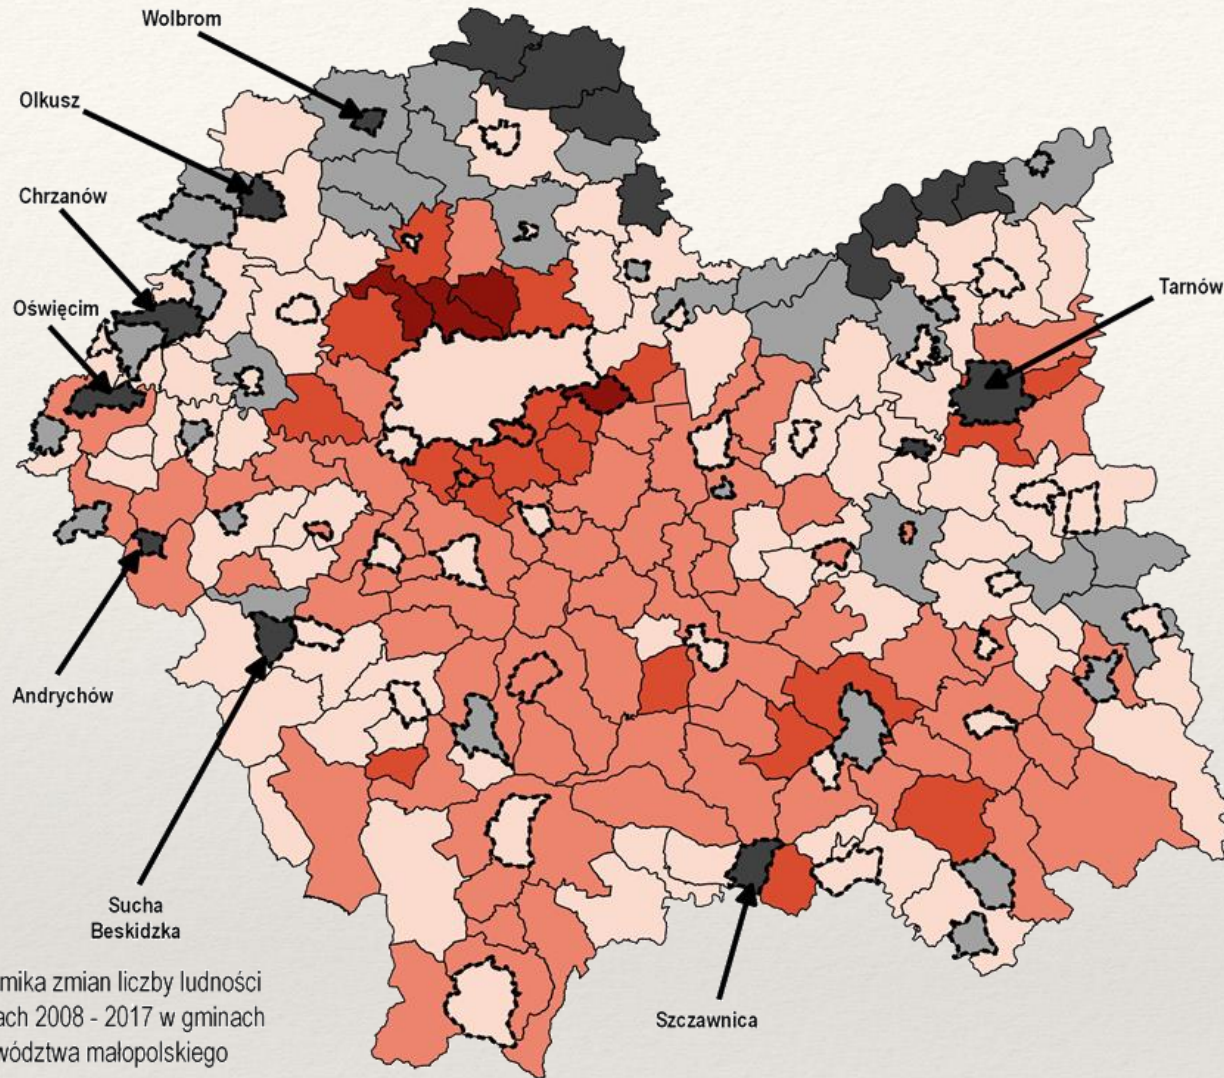 Wolbrom
Olkusz
Chrzanów
Oświęcim
Tarnów
Andrychów
Sucha
Beskidzka
Szczawnica
mika zmian liczby ludności
ach 2008 - 2017 w gminach
wództwa małopolskiego